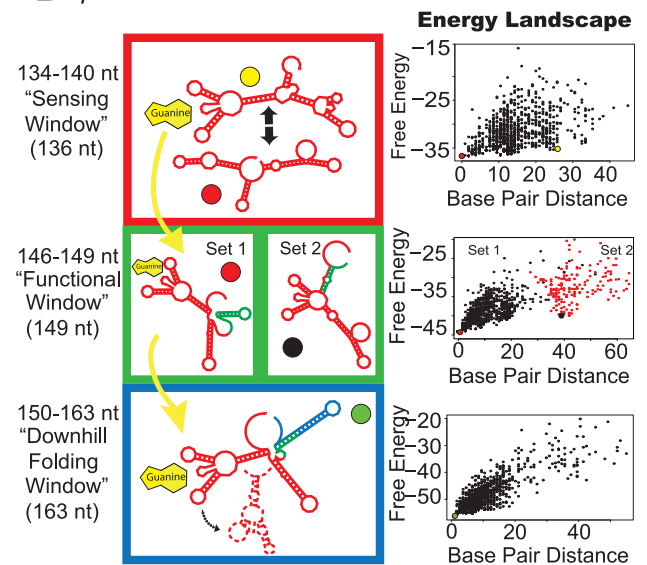 Energy Landscape
134-140 nt
“Sensing
Window”
(136 nt)
Guanine
Free Energy
−15
−25
−35
0 10 20 30 40
Base Pair Distance
146-149 nt
“Functional
Window”
(149 nt)
Guanine
Set 1
Set 2
Free Energy
−25
−35
−45
Set 1
Set 2
0 20 40 60
Base Pair Distance
150-163 nt
“Downhill
Folding
Window”
(163 nt)
Guanine
Free Energy
−20
−30
−40
−50
0 20 40
Base Pair Distance